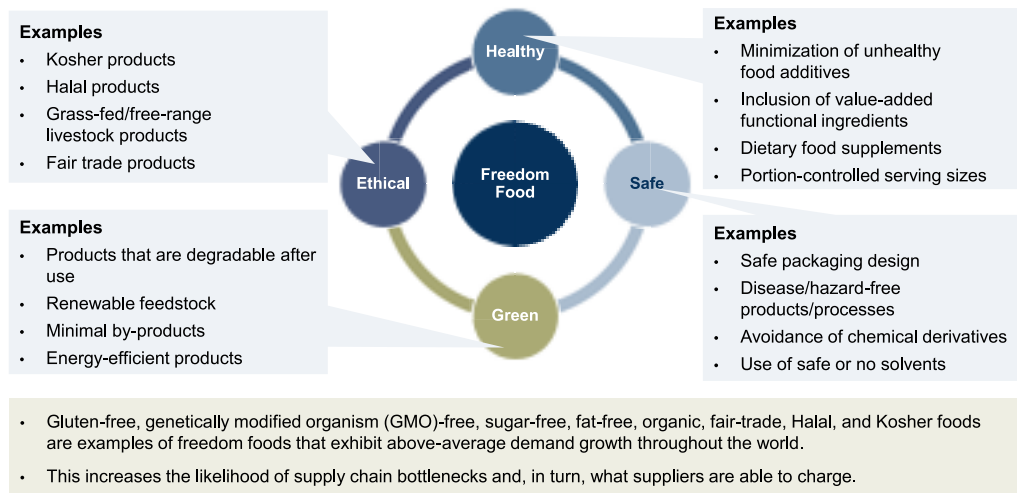 Examples
• Kosher products
• Halal products
• Grass-fed/free-range
livestock products
• Fair trade products
Healthy
Examples
• Minimization of unhealthy
food additives
• Inclusion of value-added
functional ingredients
• Dietary food supplements
• Portion-controlled serving sizes
Ethical
Freedom
Food
Safe
Examples
• Products that are degradable after
use
• Renewable feedstock
• Minimal by-products
• Energy-efficient products
Green
Examples
• Safe packaging design
• Disease/hazard-free
products/processes
• Avoidance of chemical derivatives
• Use of safe or no solvents
• Gluten-free, genetically modified organism (GMO)-free, sugar-free, fat-free, organic, fair-trade, Halal, and Kosher foods
are examples of freedom foods that exhibit above-average demand growth throughout the world.
• This increases the likelihood of supply chain bottlenecks and, in turn, what suppliers are able to charge.